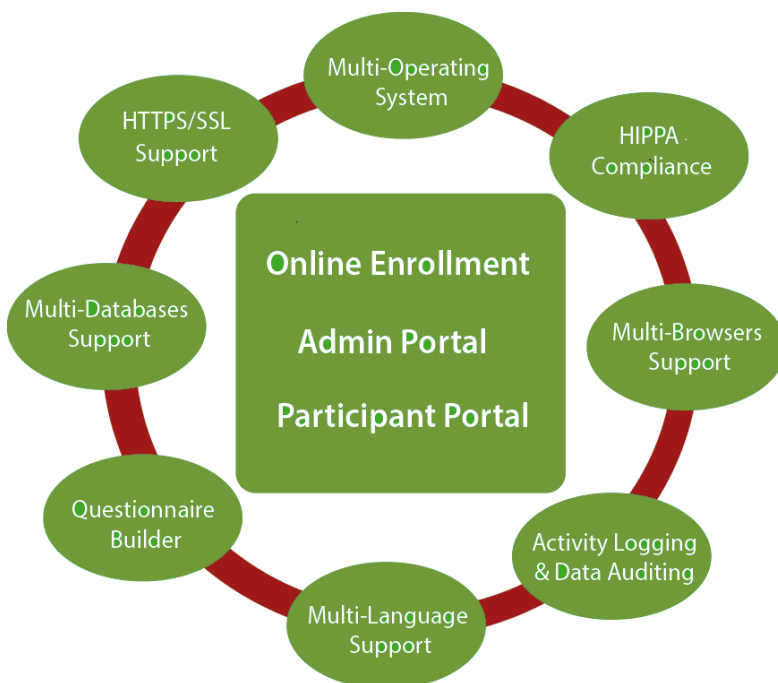 Multi-Operating
System
HIPPA
Compliance
Multi-Browsers
Support
Activity Logging
& Data Auditing
Multi-Language
Support
Questionnaire
Builder
Multi-Databases
Support
HTTPS/SSL
Support
Online Enrollment
Admin Portal
Participant Portal